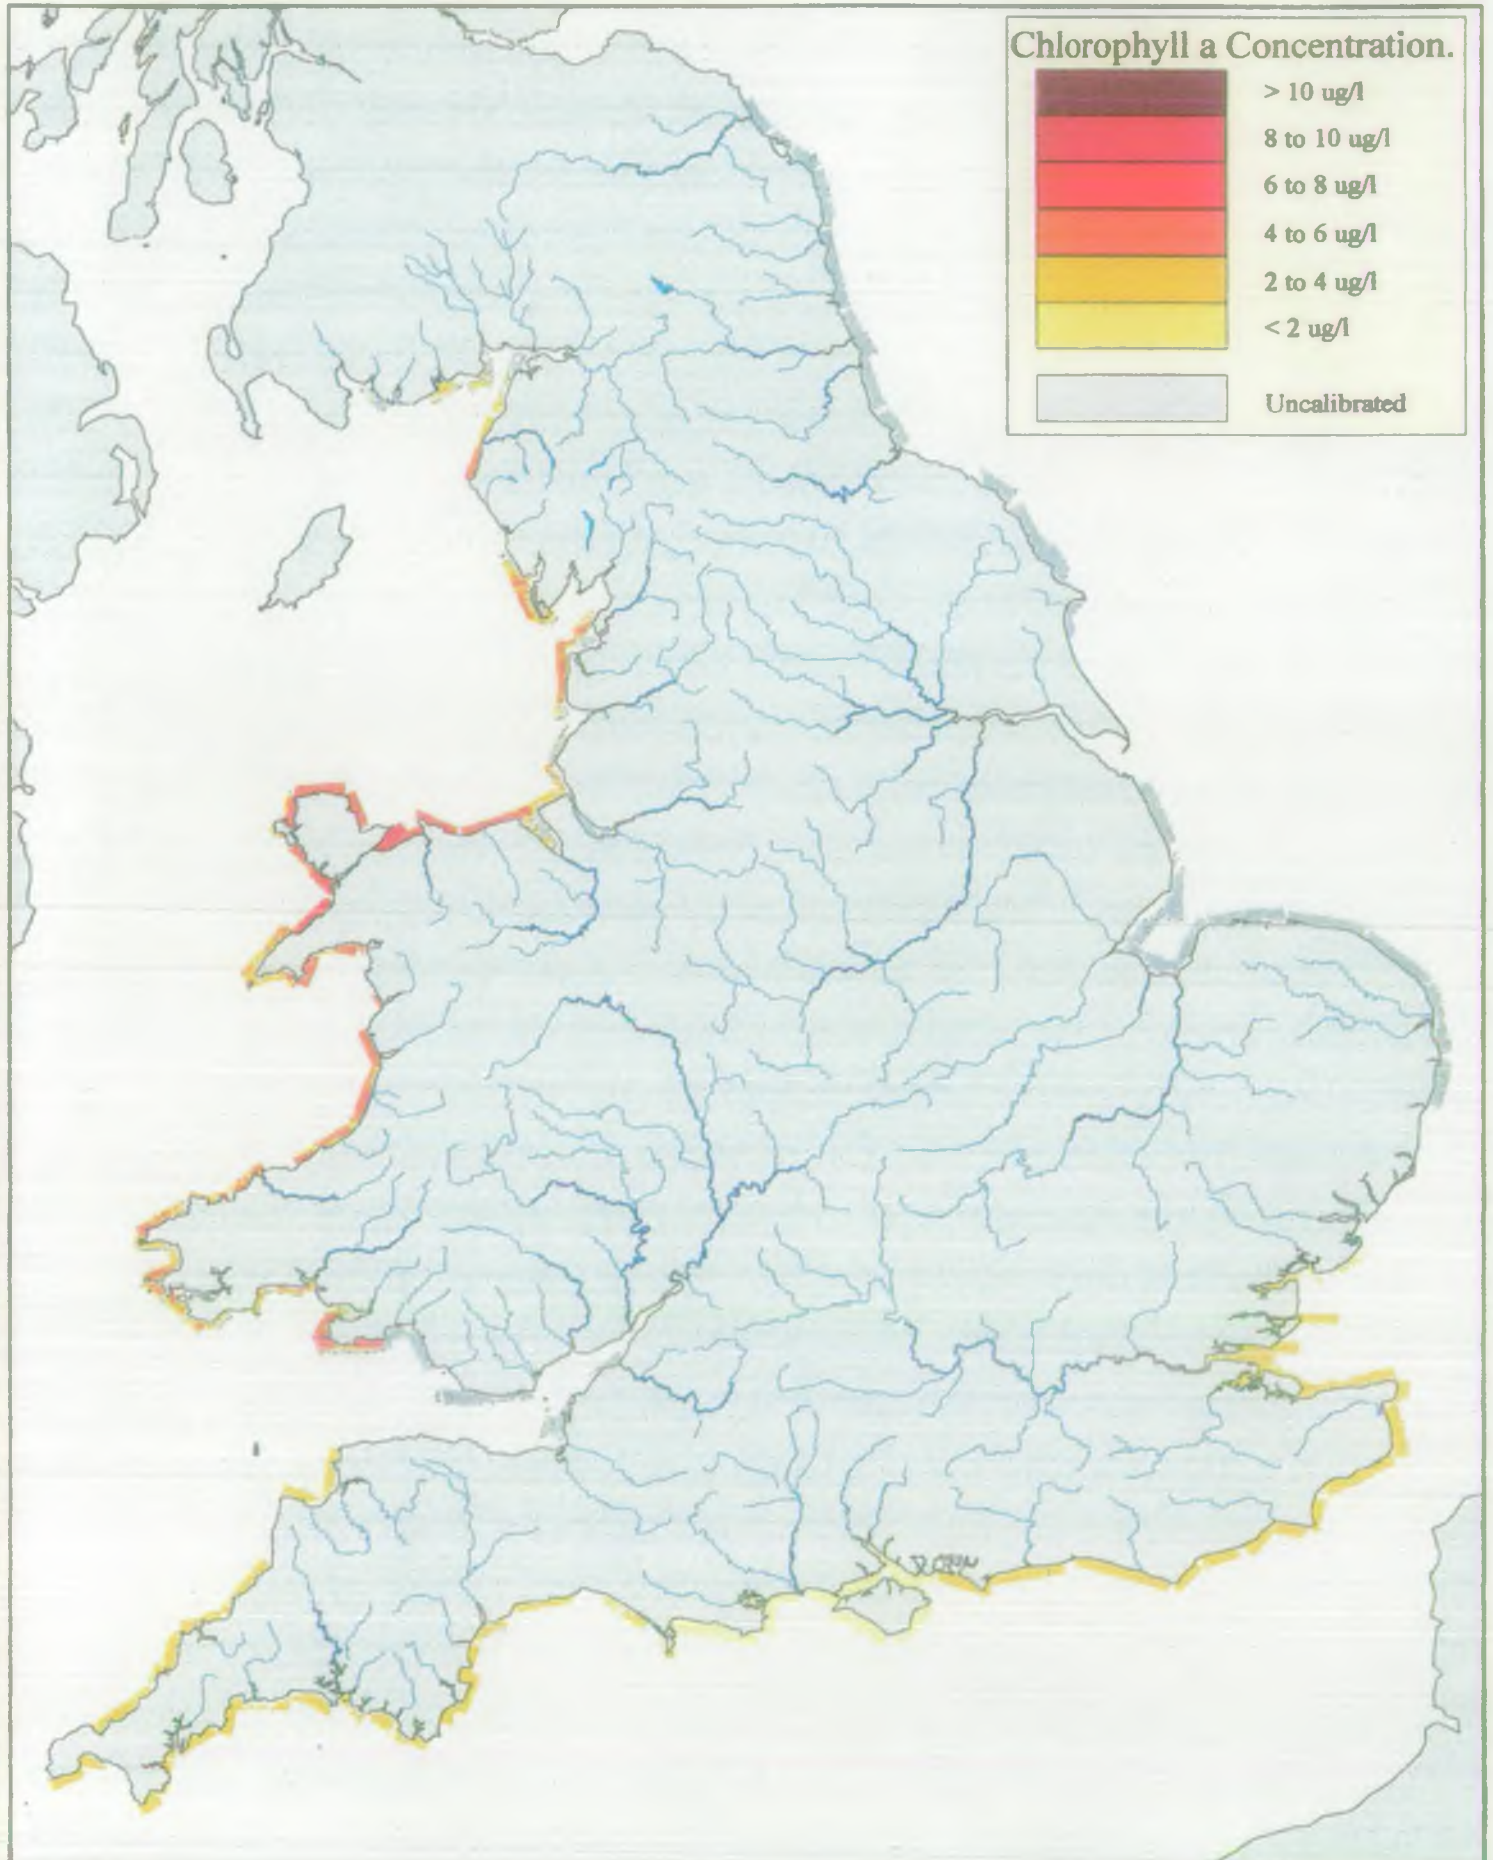 Chlorophyll a Concentration.
> 10 ug/l
8 to 10 ug/l
6 to 8 ug/l
4 to 6 ug/l
2 to 4 ug/l
< 2 ug/l
Uncalibrated